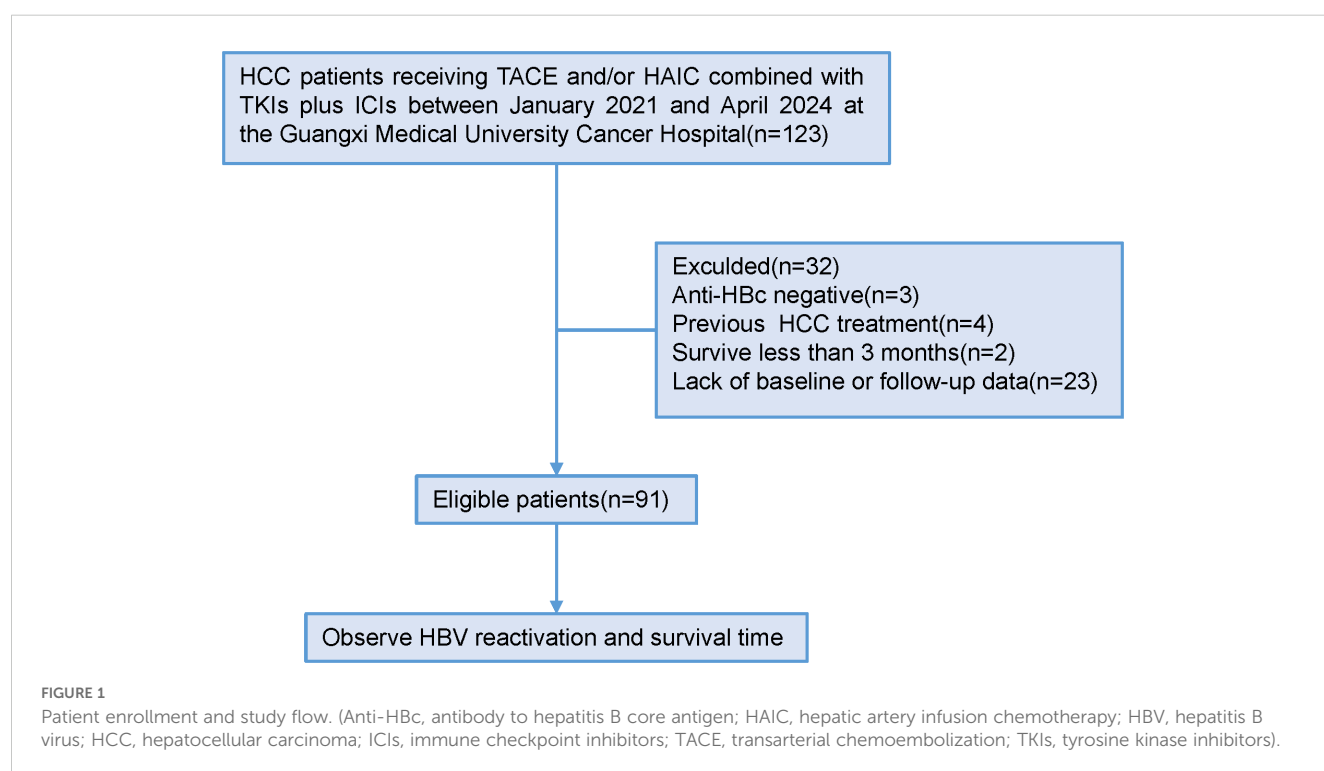 HCC patients receiving TACE and/or HAIC combined with
TKIs plus ICIs between January 2021 and April 2024 at
the Guangxi Medical University Cancer Hospital(n=123)
Exculded(n=32)
Anti-HBc negative(n=3)
Previous HCC treatment(n=4)
Survive less than 3 months(n=2)
Lack of baseline or follow-up data(n=23)
Eligible patients(n=91)
Observe HBV reactivation and survival time
FIGURE 1
Patient enrollment and study flow. (Anti-HBc, antibody to hepatitis B core antigen; HAIC, hepatic artery infusion chemotherapy; HBV, hepatitis B
virus; HCC, hepatocellular carcinoma; ICIs, immune checkpoint inhibitors; TACE, transarterial chemoembolization; TKIs, tyrosine kinase inhibitors).